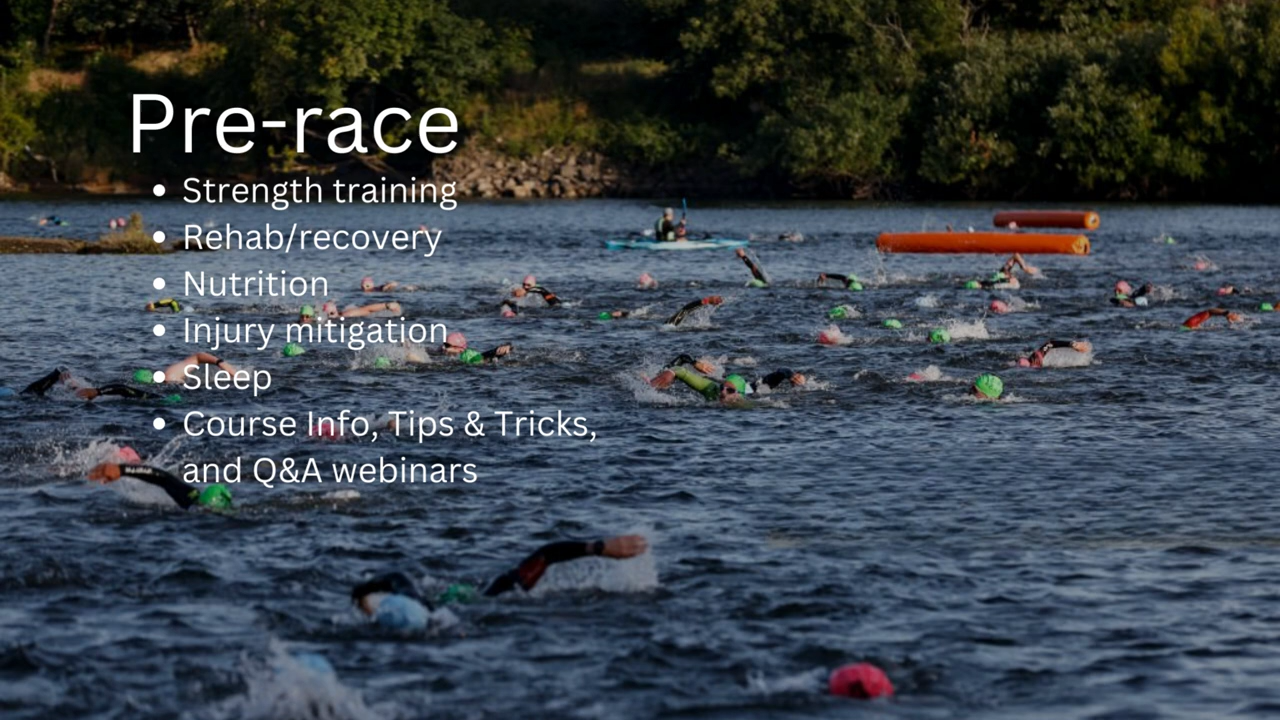 Pre-race
• Strength training
• Rehab/recovery
• Nutrition
• Injury mitigation
• Sleep
• Course Info, Tips & Tricks,
and Q&A webinars